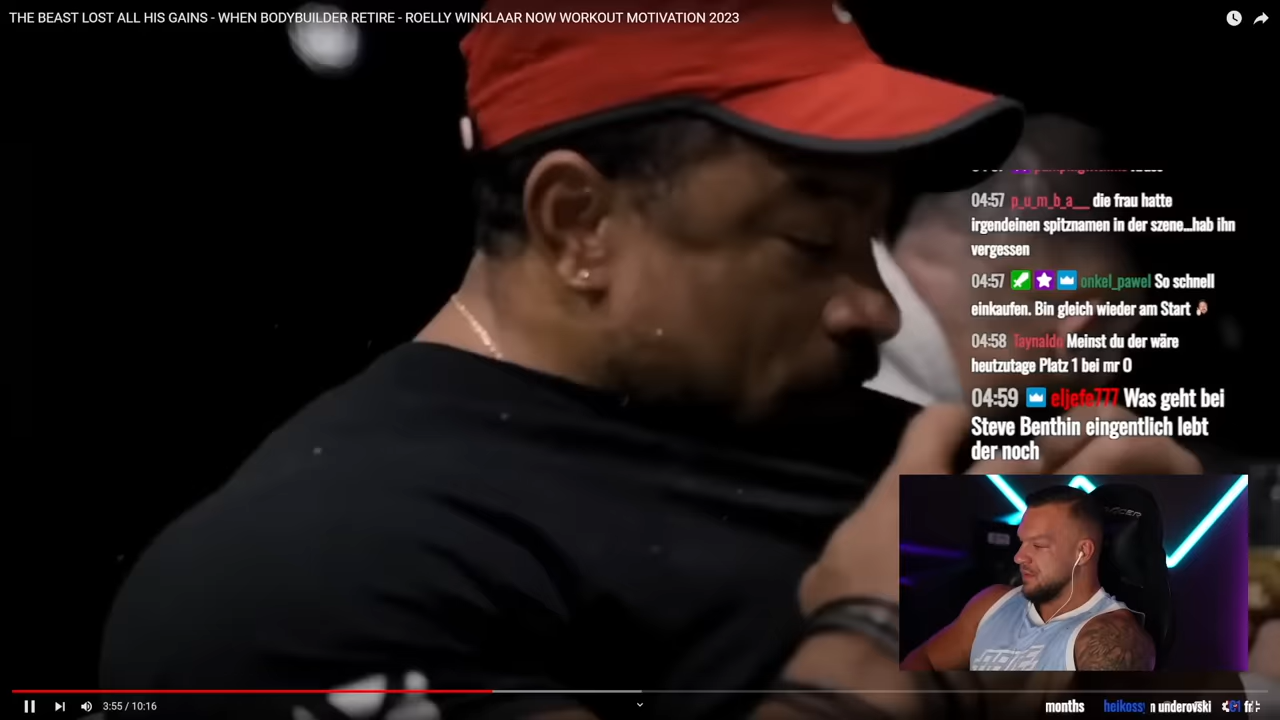 THE BEAST LOST ALL HIS GAINS - WHEN BODYBUILDER RETIRE - ROELLY WINKLAAR NOW WORKOUT MOTIVATION 2023
04:57 p_u_m_b_a__ die frau hatte
irgendeinen spitznamen in der szene...hab ihn
vergessen
04:57 onkel_pawel So schnell
einkaufen. Bin gleich wieder am Start
04:58 Taynaldo Meinst du der wäre
heutzutage Platz 1 bei mr O
04:59 eljefe777 Was geht bei
Steve Benthin eingentlich lebt
der noch
3:55 / 10:16
months heikoss n underovski